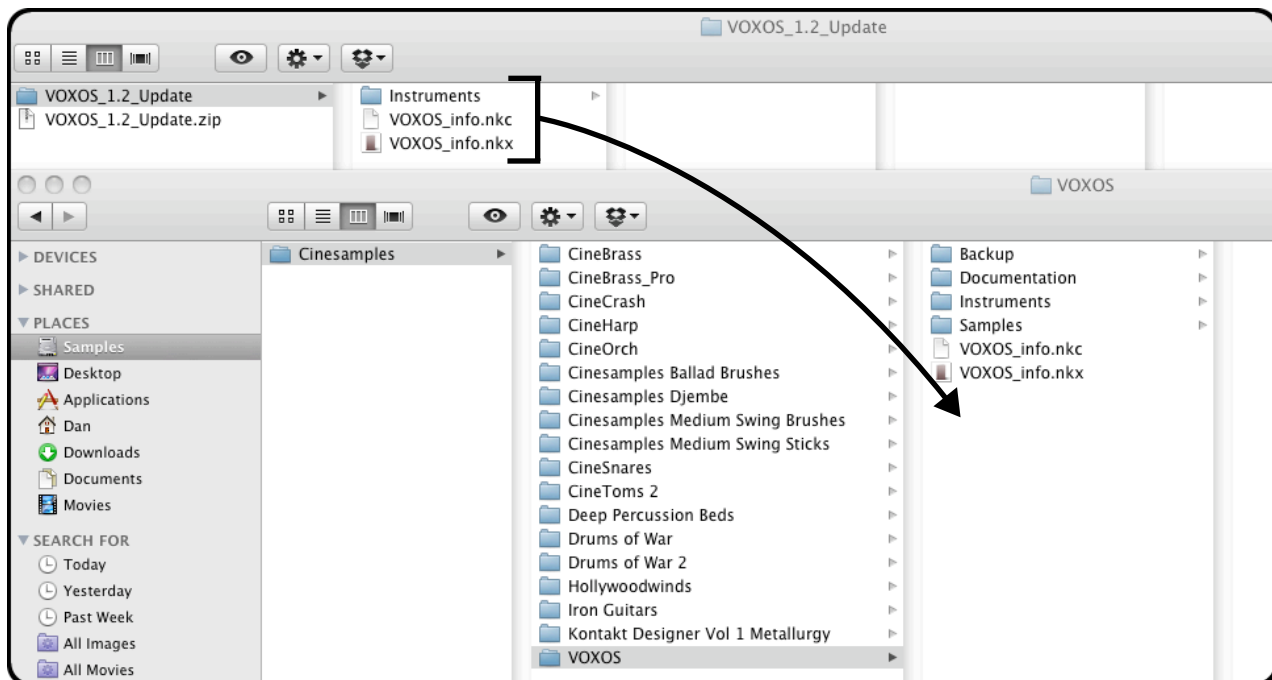 VOXOS_1.2_Update
VOXOS_1.2_Update
VOXOS_1.2_Update.zip
Instruments
VOXOS_info.nkc
VOXOS_info.nkx
VOXOS
DEVICES
SHARED
PLACES
Samples
Desktop
Applications
Dan
Downloads
Documents
Movies
SEARCH FOR
Today
Yesterday
Past Week
All Images
All Movies
Cinesamples
CineBrass
CineBrass_Pro
CineCrash
CineHarp
CineOrch
Cinesamples Ballad Brushes
Cinesamples Djembe
Cinesamples Medium Swing Brushes
Cinesamples Medium Swing Sticks
CineSnares
CineToms 2
Deep Percussion Beds
Drums of War
Drums of War 2
Hollywoodwinds
Iron Guitars
Kontakt Designer Vol 1 Metallurgy
VOXOS
Backup
Documentation
Instruments
Samples
VOXOS_info.nkc
VOXOS_info.nkx